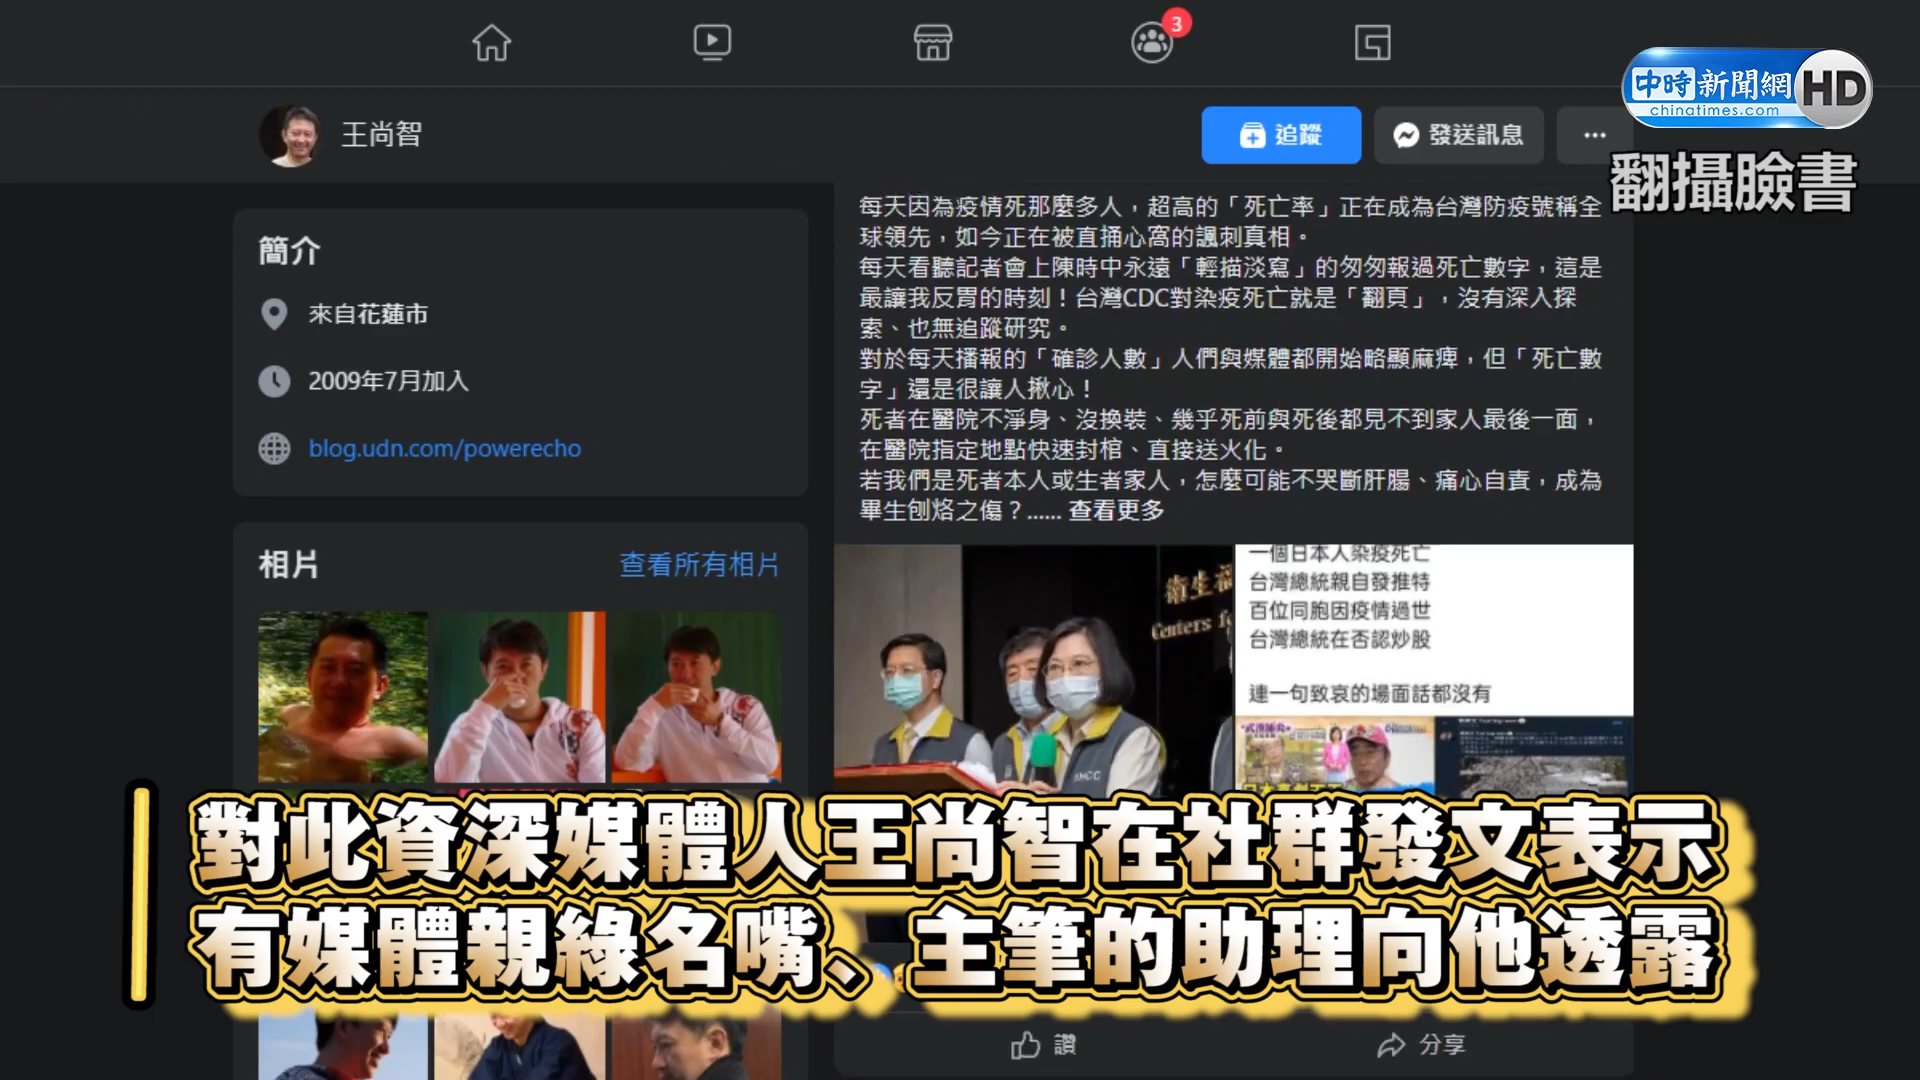 3
中時新聞網HD
chinatimes.com
翻攝臉書
王尚智
追蹤
發送訊息
簡介
來自花蓮市
2009年7月加入
blog.udn.com/powerecho
相片
查看所有相片
每天因為疫情死那麼多人，超高的「死亡率」正在成為台灣防疫號稱全
球領先，如今正在被直捅心窩的諷刺真相。
每天看聽記者會上陳時中永遠「輕描淡寫」的匆匆報過死亡數字，這是
最讓我反胃的時刻！台灣CDC對染疫死亡就是「翻頁」，沒有深入探
索、也無追蹤研究。
對於每天播報的「確診人數」人們與媒體都開始略顯麻痺，但「死亡數
字」還是很讓人揪心！
死者在醫院不淨身、沒換裝、幾乎死前與死後都見不到家人最後一面，
在醫院指定地點快速封棺、直接送火化。
若我們是死者本人或生者家人，怎麼可能不哭斷肝腸、痛心自責，成為
畢生刨烙之傷？...... 查看更多
衛生福
Centers f
一個日本人染疫死亡
台灣總統親自發推特
百位同胞因疫情過世
台灣總統在否認炒股
連一句致哀的場面話都沒有
對此資深媒體人王尚智在社群發文表示
有媒體親綠名嘴、主筆的助理向他透露
讚
分享